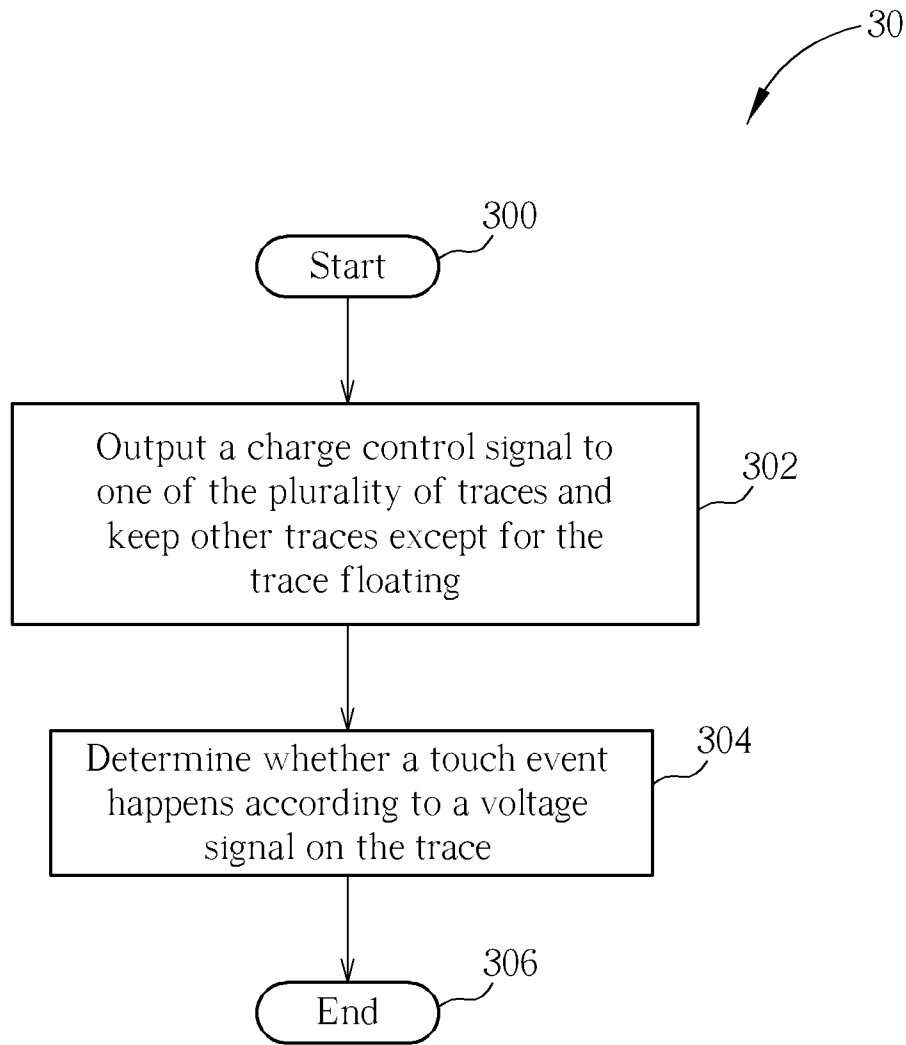 30
300
Start
Output a charge control signal to
one of the plurality of traces and
keep other traces except for the
trace floating
302
Determine whether a touch event
happens according to a voltage
signal on the trace
304
306
End